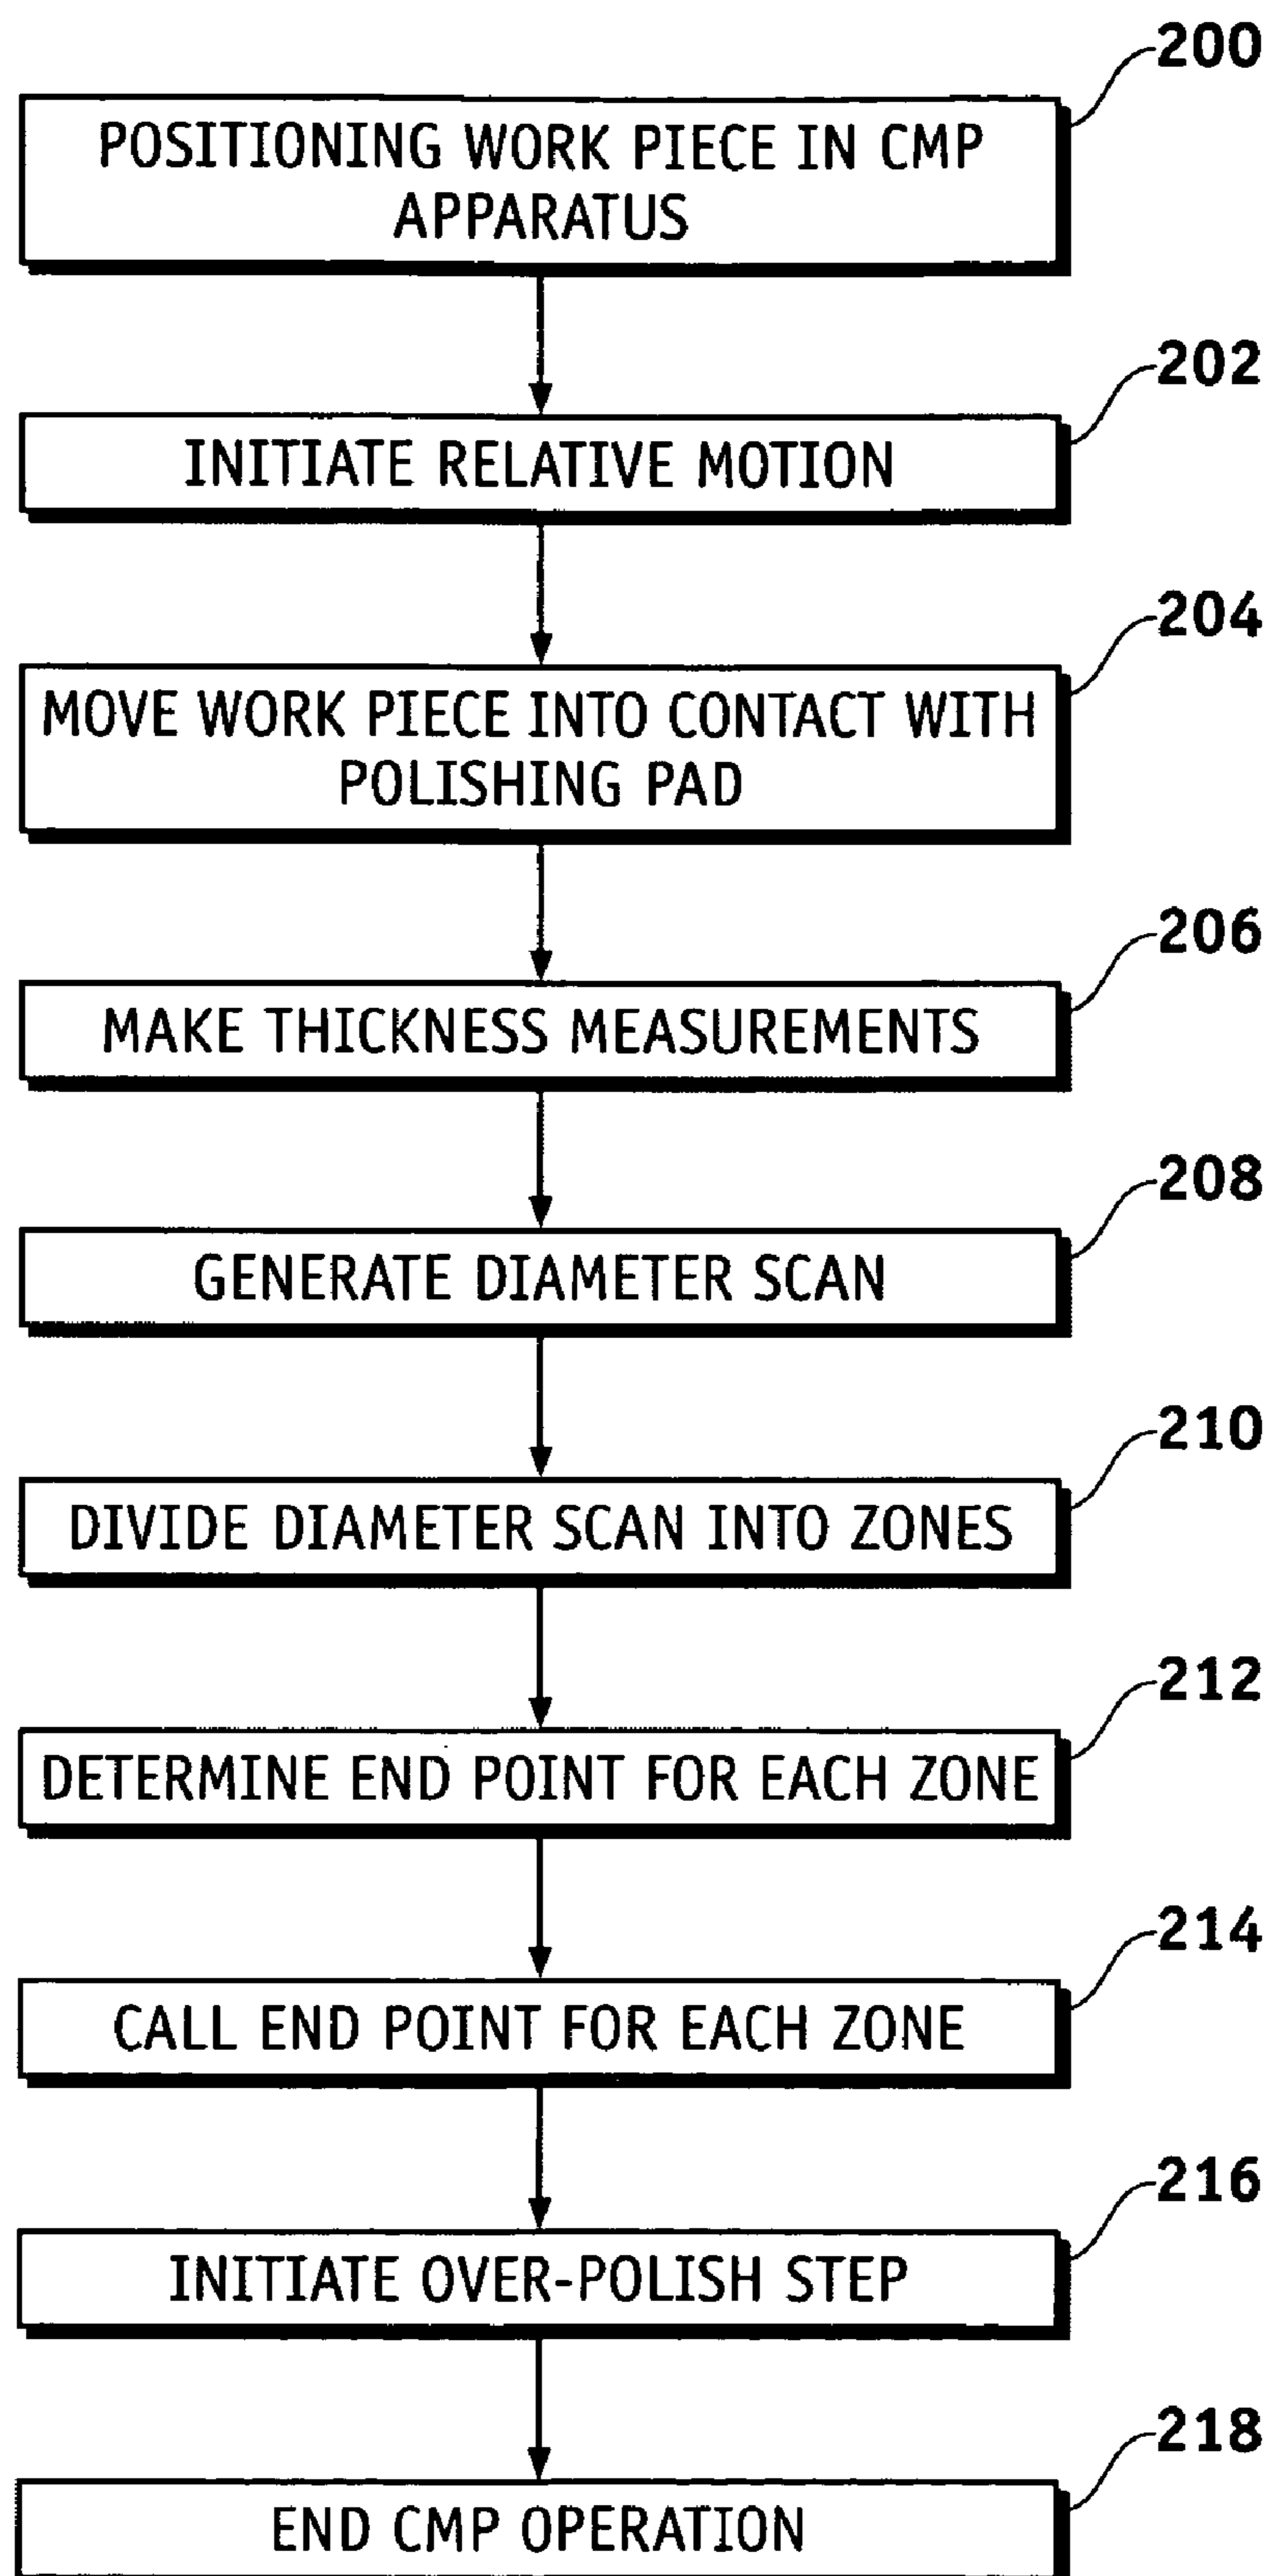 200
POSITIONING WORK PIECE IN CMP
APPARATUS
202
INITIATE RELATIVE MOTION
204
MOVE WORK PIECE INTO CONTACT WITH
POLISHING PAD
206
MAKE THICKNESS MEASUREMENTS
208
GENERATE DIAMETER SCAN
210
DIVIDE DIAMETER SCAN INTO ZONES
212
DETERMINE END POINT FOR EACH ZONE
214
CALL END POINT FOR EACH ZONE
216
INITIATE OVER-POLISH STEP
218
END CMP OPERATION